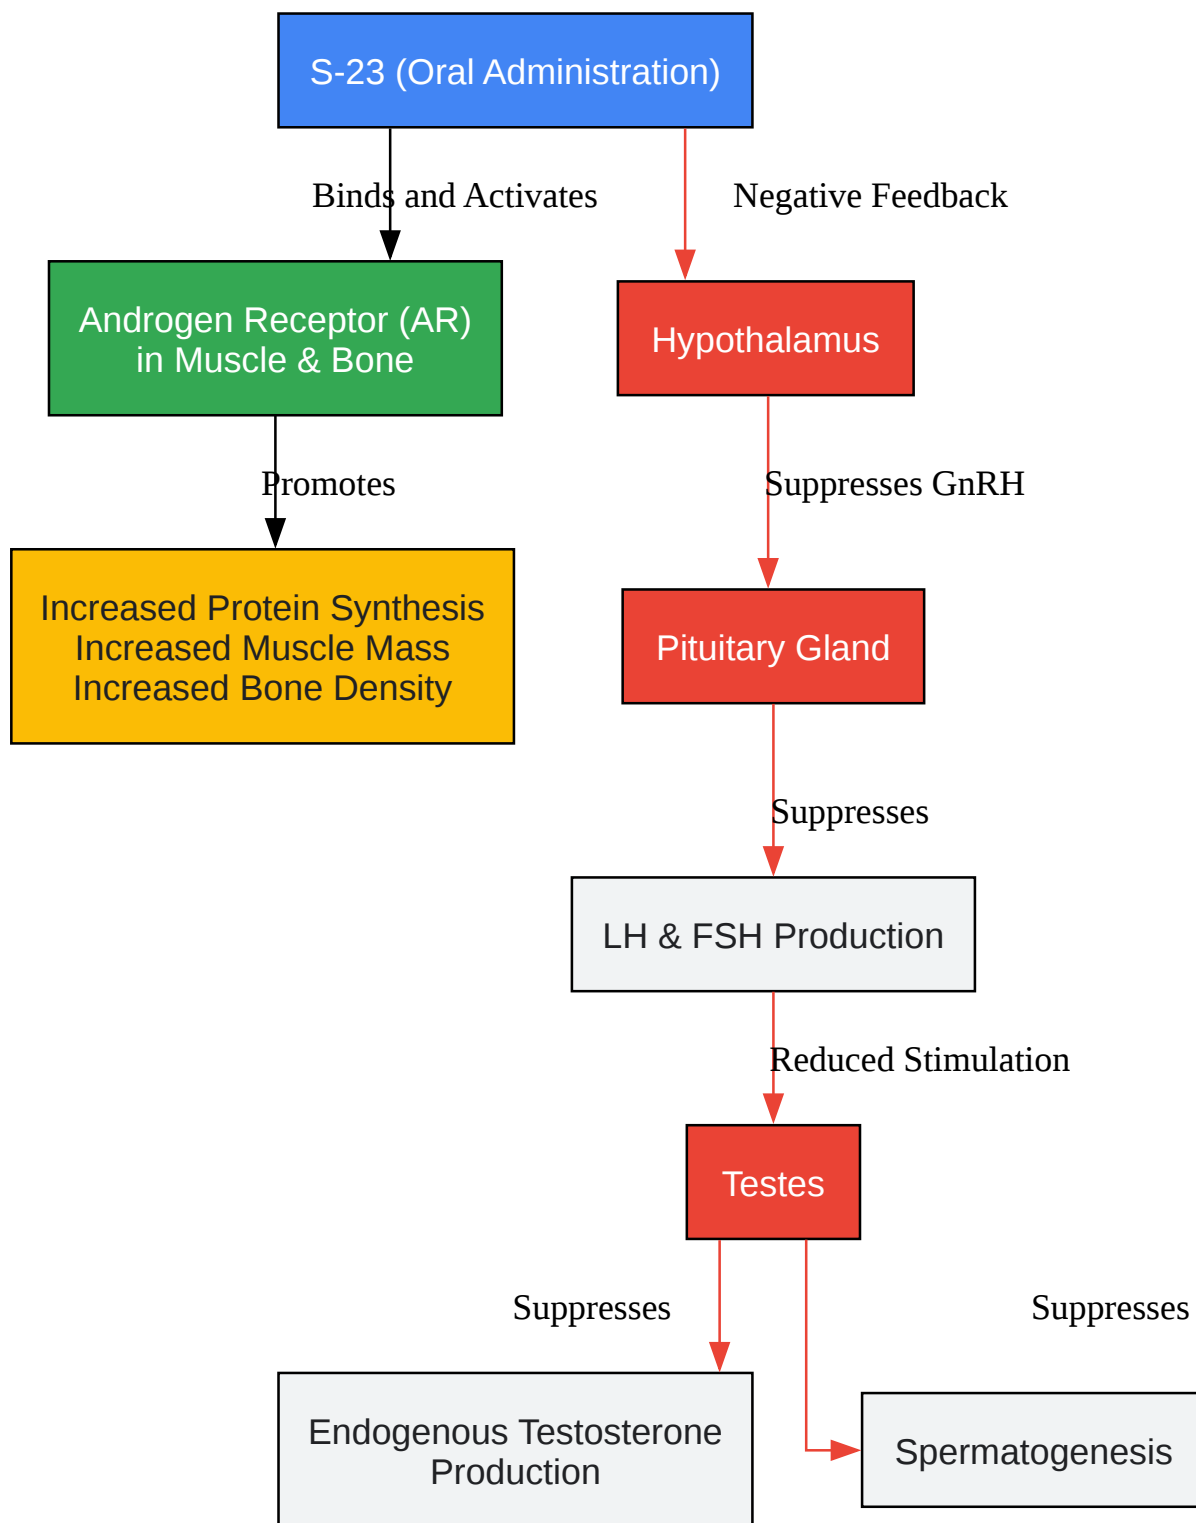 S-23 (Oral Administration)
Binds and Activates
Negative Feedback
Androgen Receptor (AR)
in Muscle & Bone
Hypothalamus
Promotes
Suppresses GnRH
Increased Protein Synthesis
Increased Muscle Mass
Increased Bone Density
Pituitary Gland
Suppresses
LH & FSH Production
Reduced Stimulation
Testes
Suppresses
Suppresses
Endogenous Testosterone
Production
Spermatogenesis